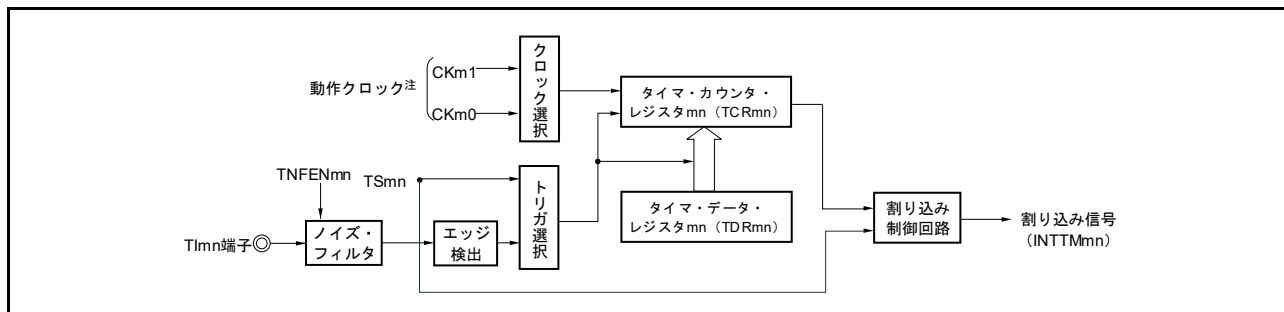 動作クロック注
CKm1
CKm0
クロック選択
タイマ・カウンタ・
レジスタmn（TCRmn）
TNFENmn
TSmn
トリガ選択
タイマ・データ・
レジスタmn（TDRmn）
TImn端子
ノイズ・
フィルタ
エッジ
検出
割り込み
制御回路
割り込み信号
（INTTMmn）